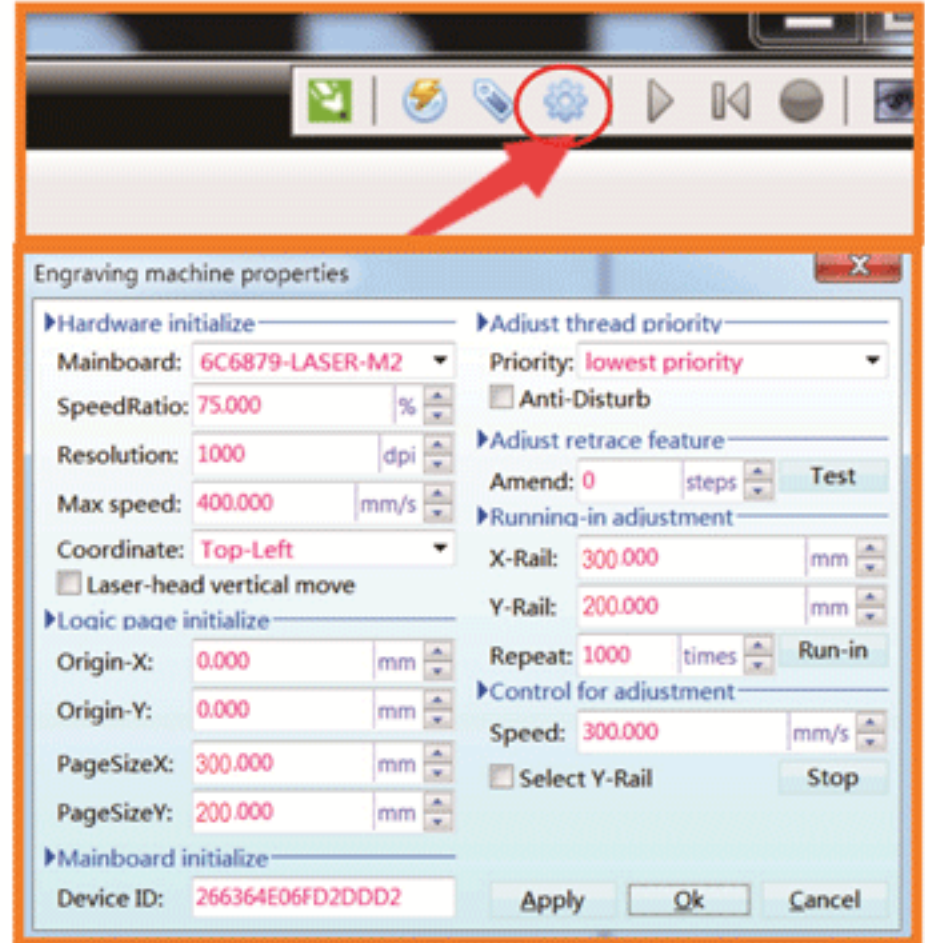 Engraving machine properties
Hardware initialize
Mainboard: 6C6879-LASER-M2
SpeedRatio: 75.000 %
Resolution: 1000 dpi
Max speed: 400.000 mm/s
Coordinate: Top-Left
Laser-head vertical move
Logic page initialize
Origin-X: 0.000 mm
Origin-Y: 0.000 mm
PageSizeX: 300.000 mm
PageSizeY: 200.000 mm
Mainboard initialize
Device ID: 266364E06FD2DDD2
Adjust thread priority
Priority: lowest priority
Anti-Disturb
Adjust retrace feature
Amend: 0 steps Test
Running-in adjustment
X-Rail: 300.000 mm
Y-Rail: 200.000 mm
Repeat: 1000 times Run-in
Control for adjustment
Speed: 300.000 mm/s
Select Y-Rail Stop
Apply Ok Cancel